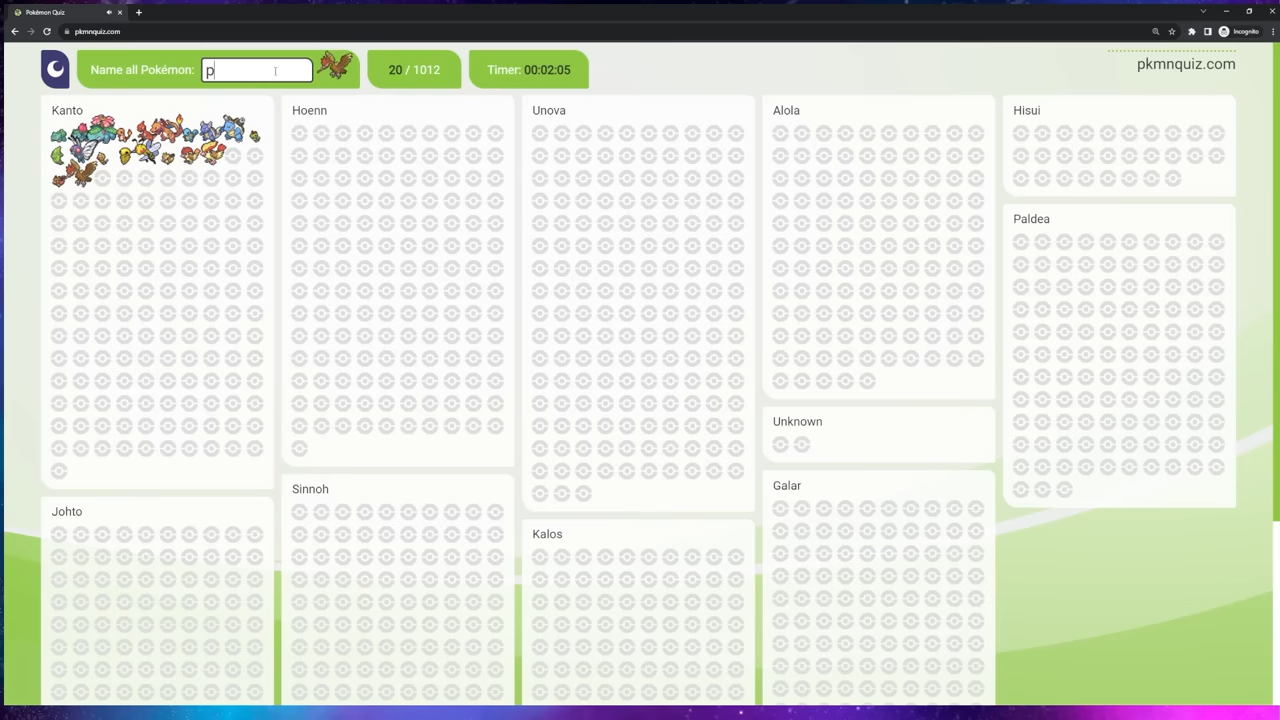 Pokémon Quiz
pkmnquiz.com
Incognito
Name all Pokémon: p
20 / 1012
Timer: 00:02:05
pkmnquiz.com
Kanto
Hoenn
Unova
Alola
Hisui
Paldea
Unknown
Galar
Sinnoh
Johto
Kalos